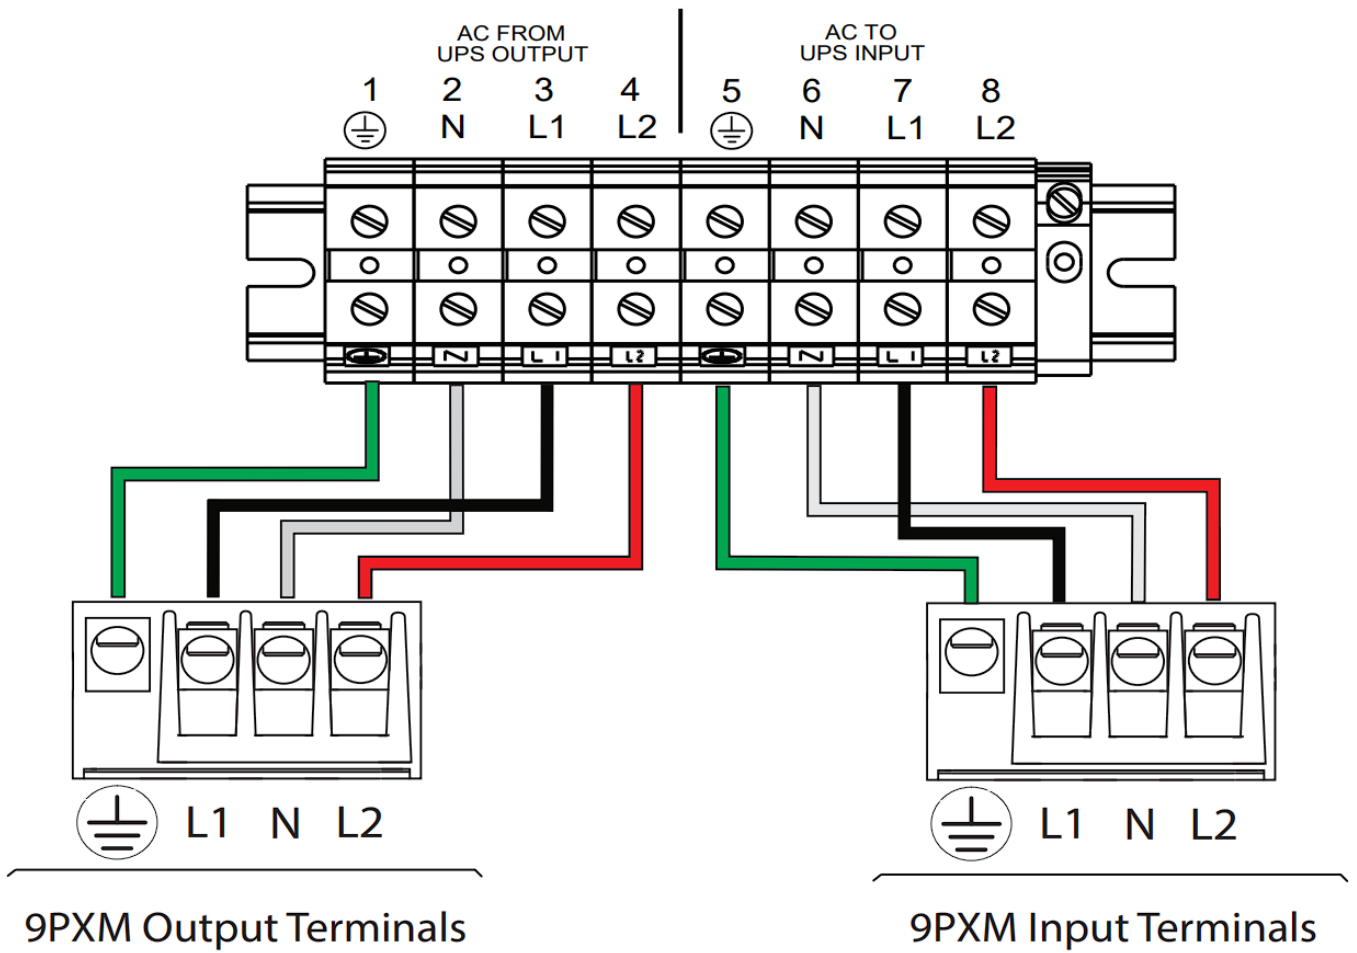 AC FROM
UPS OUTPUT
AC TO
UPS INPUT
1 2 3 4 5 6 7 8
N L1 L2 N L1 L2
N L1 L2 N L1 L2
L1 N L2
L1 N L2
9PXM Output Terminals
9PXM Input Terminals